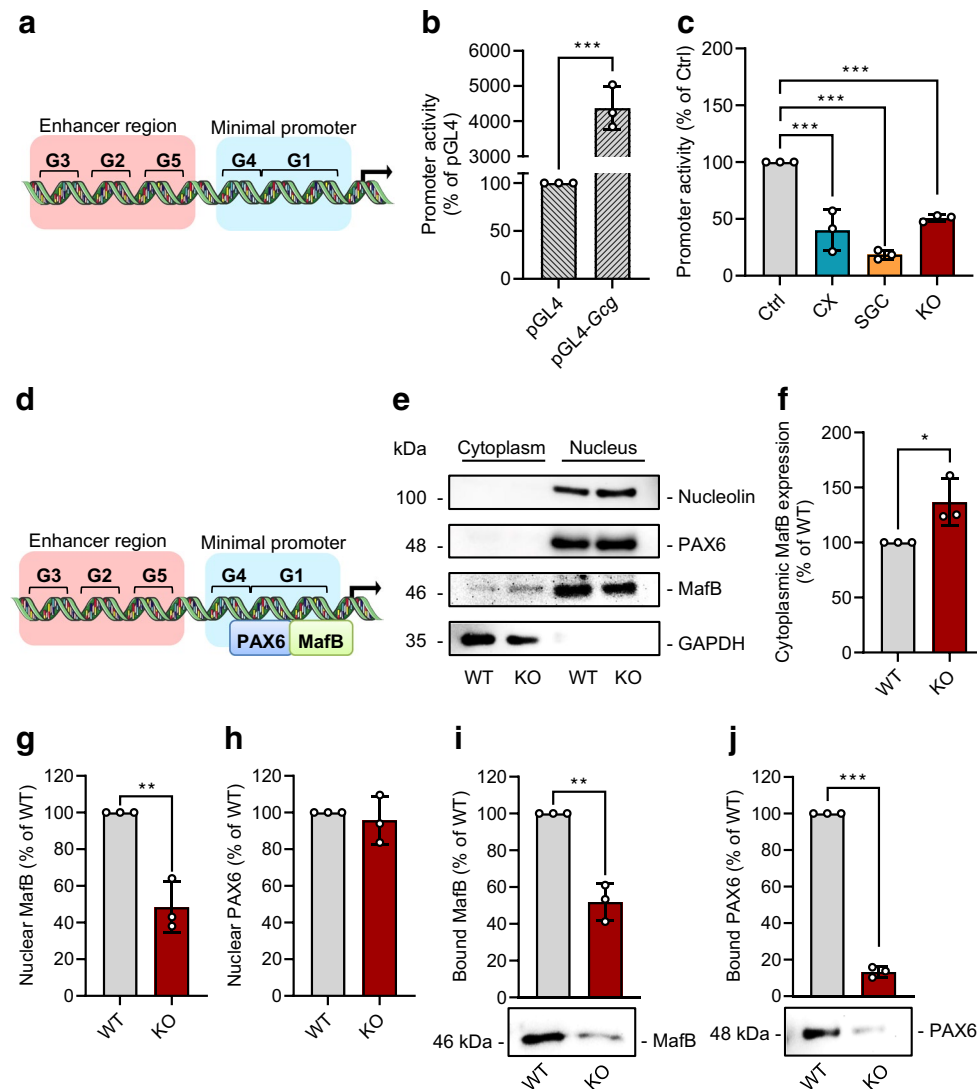 a
Enhancer region
Minimal promoter
G3 G2 G5 G4 G1
b
Promoter activity
(% of pGL4)
6000
5000
4000
3000
100
50
0
***
pGL4
pGL4-Gcg
c
Promoter activity (% of Ctrl)
200
150
100
50
0
***
***
***
Ctrl
CX
SGC
KO
d
Enhancer region
Minimal promoter
G3 G2 G5 G4 G1
PAX6 MafB
e
kDa Cytoplasm Nucleus
100 - - Nucleolin
48 - - PAX6
46 - - MafB
35 - - GAPDH
WT KO WT KO
f
Cytoplasmic MafB expression
(% of WT)
200
150
100
50
0
*
WT
KO
g
Nuclear MafB (% of WT)
120
100
80
60
40
20
0
**
WT
KO
h
Nuclear PAX6 (% of WT)
120
100
80
60
40
20
0
WT
KO
i
Bound MafB (% of WT)
120
100
80
60
40
20
0
**
46 kDa - - MafB
WT
KO
j
Bound PAX6 (% of WT)
120
100
80
60
40
20
0
***
48 kDa - - PAX6
WT
KO